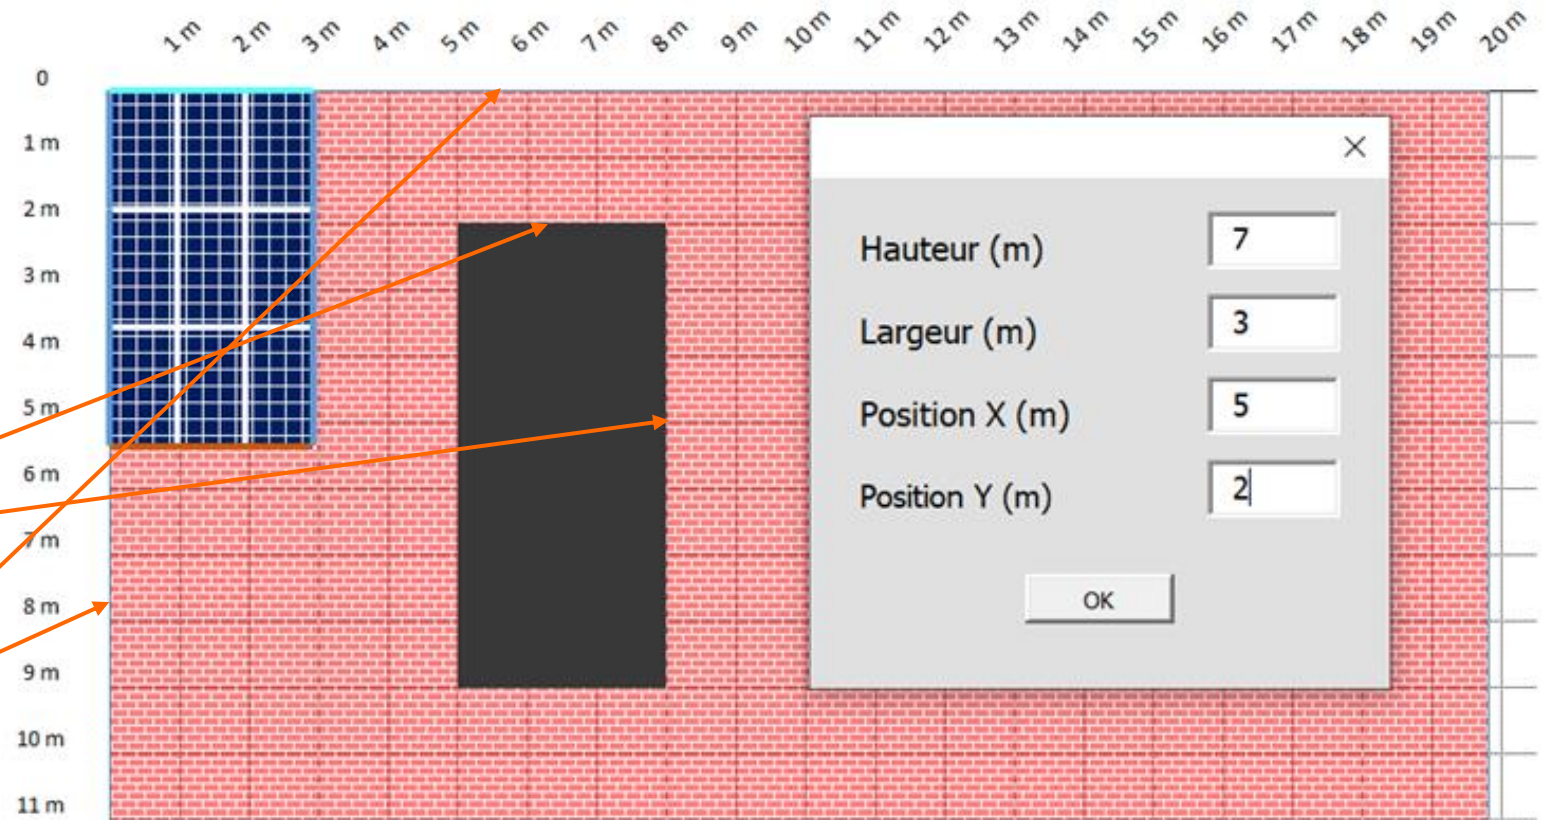 1 m 2 m 3 m 4 m 5 m 6 m 7 m 8 m 9 m 10 m 11 m 12 m 13 m 14 m 15 m 16 m 17 m 18 m 19 m 20 m
0
1 m
2 m
3 m
4 m
5 m
6 m
7 m
8 m
9 m
10 m
11 m
Hauteur (m) 7
Largeur (m) 3
Position X (m) 5
Position Y (m) 2
OK